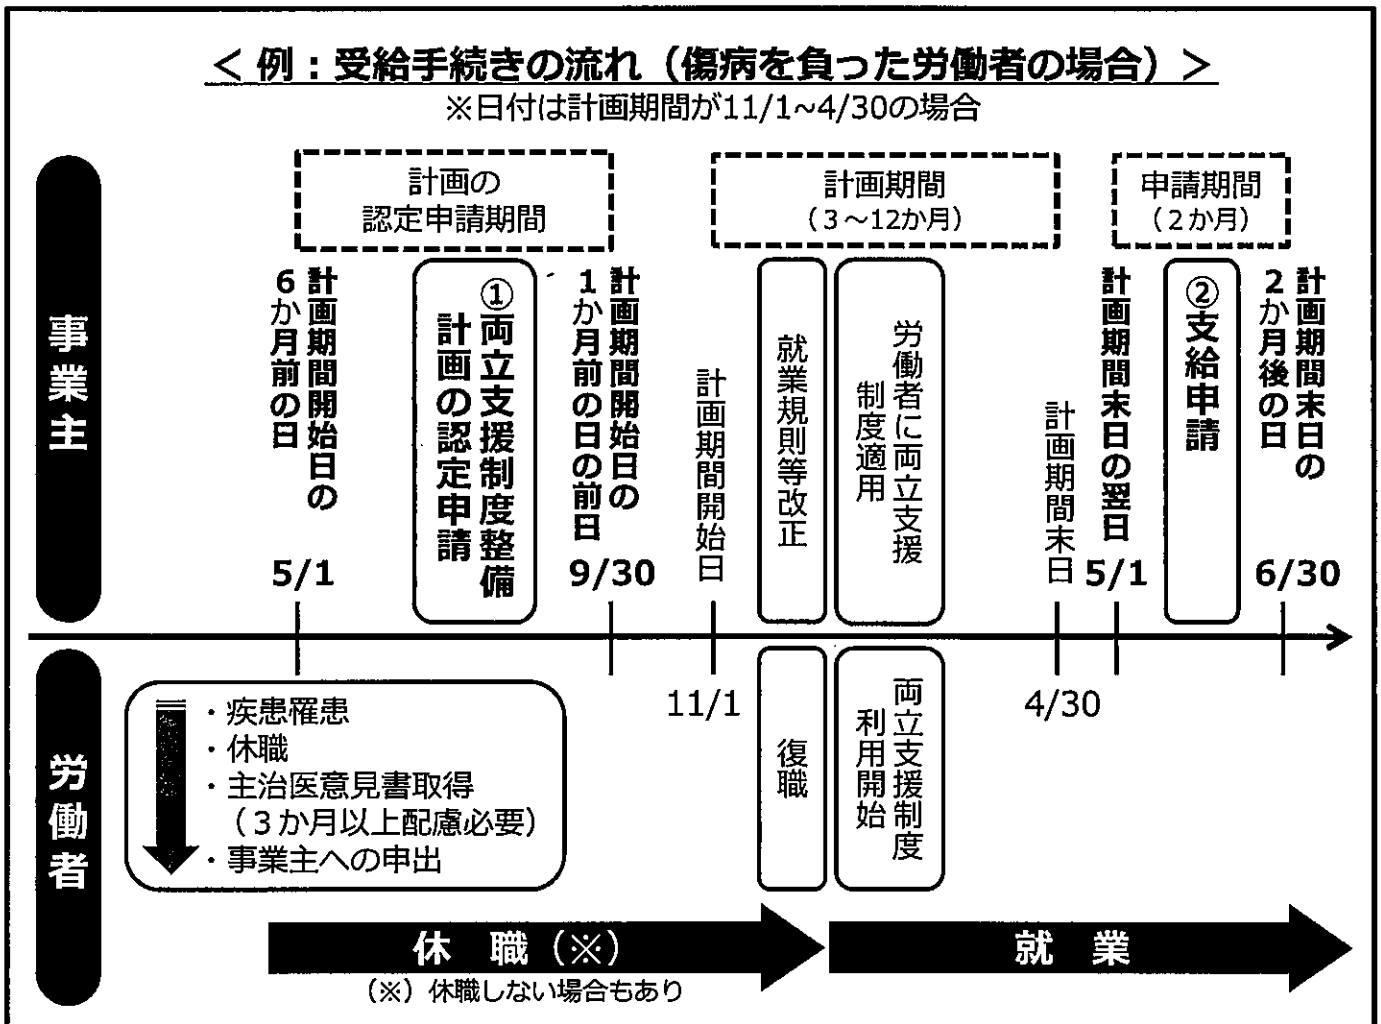 ＜例：受給手続きの流れ（傷病を負った労働者の場合）＞
※日付は計画期間が11/1~4/30の場合
事業主
計画の
認定申請期間
計画期間
（３～12か月）
申請期間
（２か月）
計画期間開始日の
６か月前の日
5/1
①両立支援制度整備
計画の認定申請
計画期間開始日の
１か月前の日の前日
9/30
計画期間開始日
11/1
就業規則等改正
労働者に両立支援
制度適用
計画期間末日
4/30
計画期間末日の翌日
5/1
②支給申請
計画期間末日の
２か月後の日
6/30
労働者
・疾患罹患
・休職
・主治医意見書取得
（３か月以上配慮必要）
・事業主への申出
復職
両立支援制度
利用開始
休 職（※）
就 業
（※）休職しない場合もあり